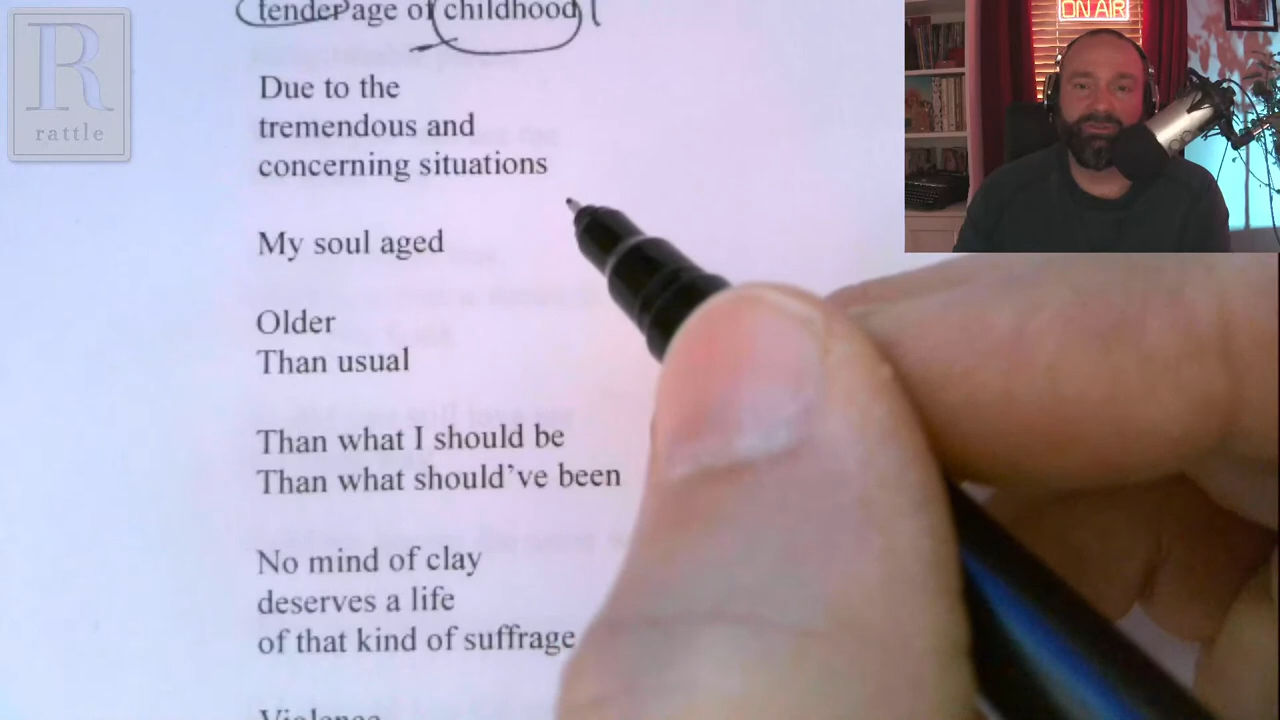 tender age of childhood
Due to the
tremendous and
concerning situations
My soul aged
Older
Than usual
Than what I should be
Than what should've been
No mind of clay
deserves a life
of that kind of suffrage
Violence
R
rattle
ON AIR